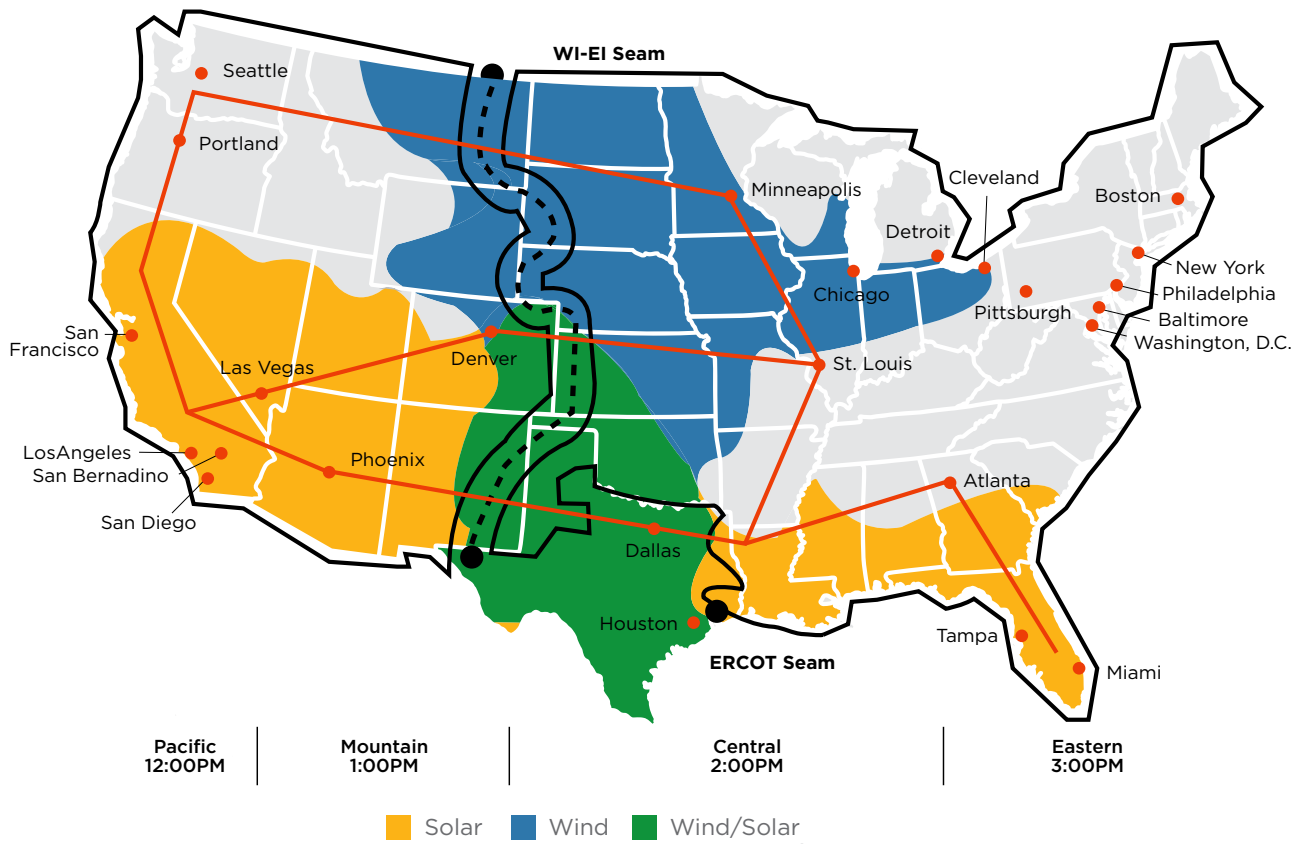 WI-EI Seam
Seattle
Portland
Minneapolis
Cleveland
Boston
Detroit
New York
Chicago
Philadelphia
Pittsburgh
Baltimore
San
Francisco
Washington, D.C.
Denver
St. Louis
Las Vegas
LosAngeles
Phoenix
San Bernadino
Atlanta
San Diego
Dallas
Houston
Tampa
ERCOT Seam
Miami
Pacific
12:00PM
Mountain
1:00PM
Central
2:00PM
Eastern
3:00PM
Solar
Wind
Wind/Solar